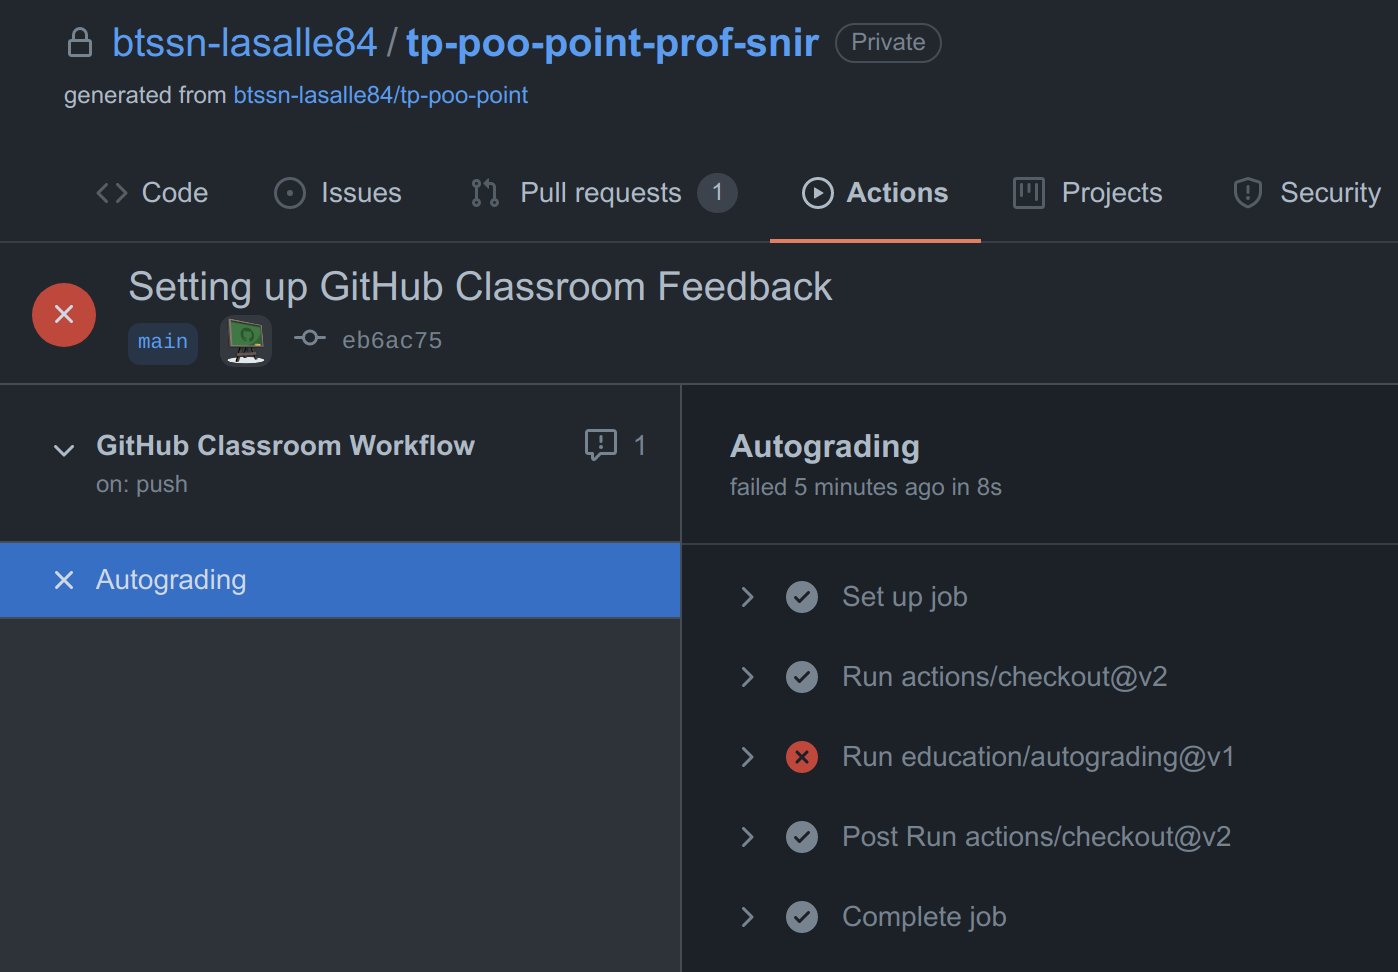 btssn-lasalle84 / tp-poo-point-prof-snir Private
generated from btssn-lasalle84/tp-poo-point
Code Issues Pull requests 1 Actions Projects Security
Setting up GitHub Classroom Feedback
main eb6ac75
GitHub Classroom Workflow 1
on: push
Autograding
Autograding
failed 5 minutes ago in 8s
Set up job
Run actions/checkout@v2
Run education/autograding@v1
Post Run actions/checkout@v2
Complete job